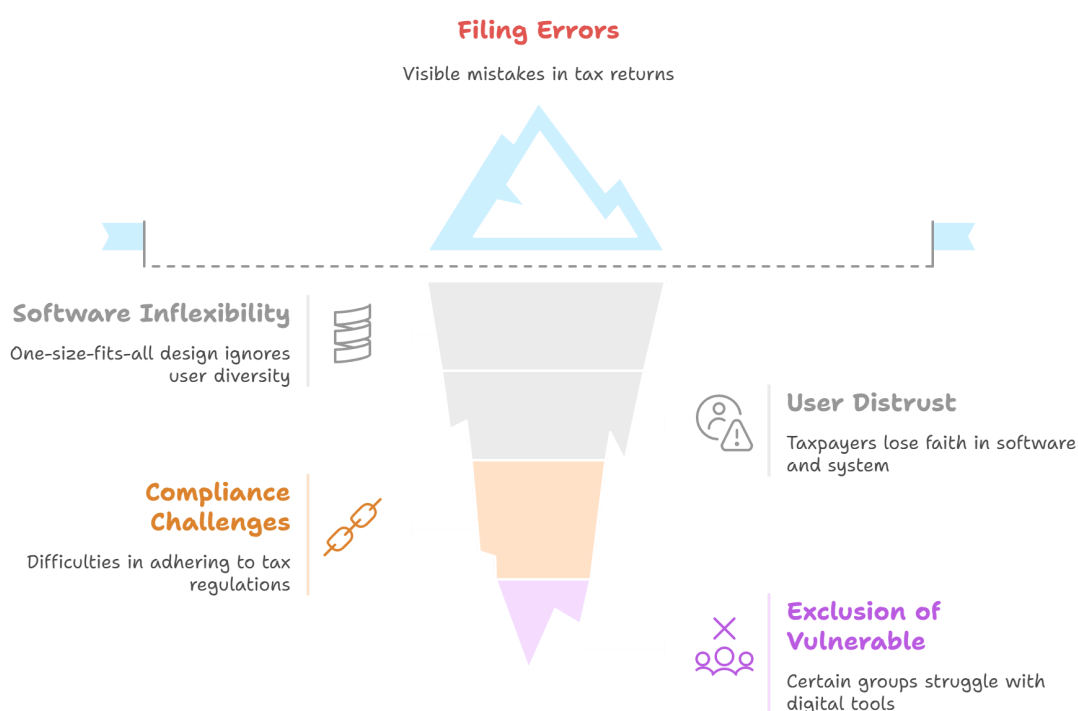 Filing Errors
Visible mistakes in tax returns
Software Inflexibility
One-size-fits-all design ignores
user diversity
User Distrust
Taxpayers lose faith in software
and system
Compliance
Challenges
Difficulties in adhering to tax
regulations
Exclusion of
Vulnerable
Certain groups struggle with
digital tools